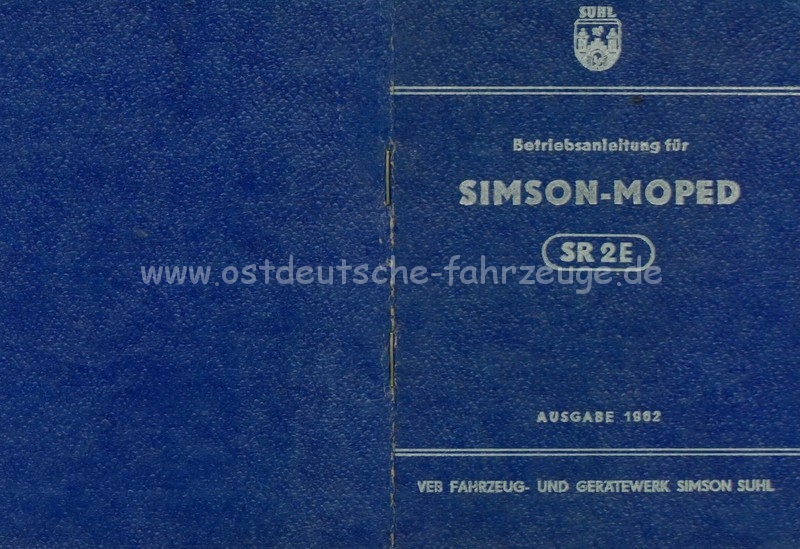 SUHL
Betriebsanleitung für
SIMSON-MOPED
SR 2E
www.ostdeutsche-fahrzeuge.de
AUSGABE 1962
VEB FAHRZEUG- UND GERÄTEWERK SIMSON SUHL